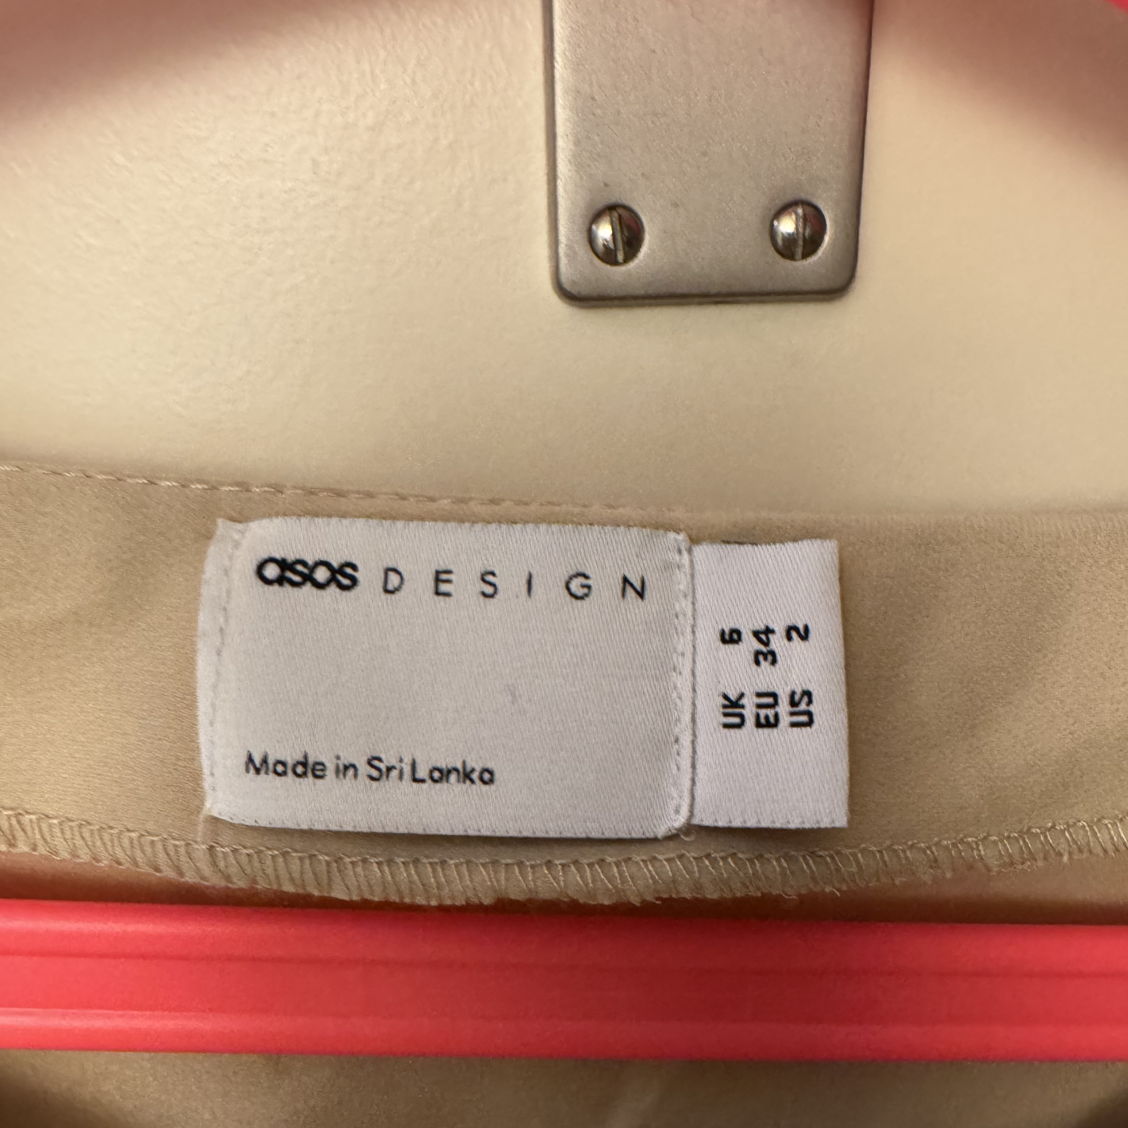 asos DESIGN
Made in Sri Lanka
UK 6
EU 34
US 2